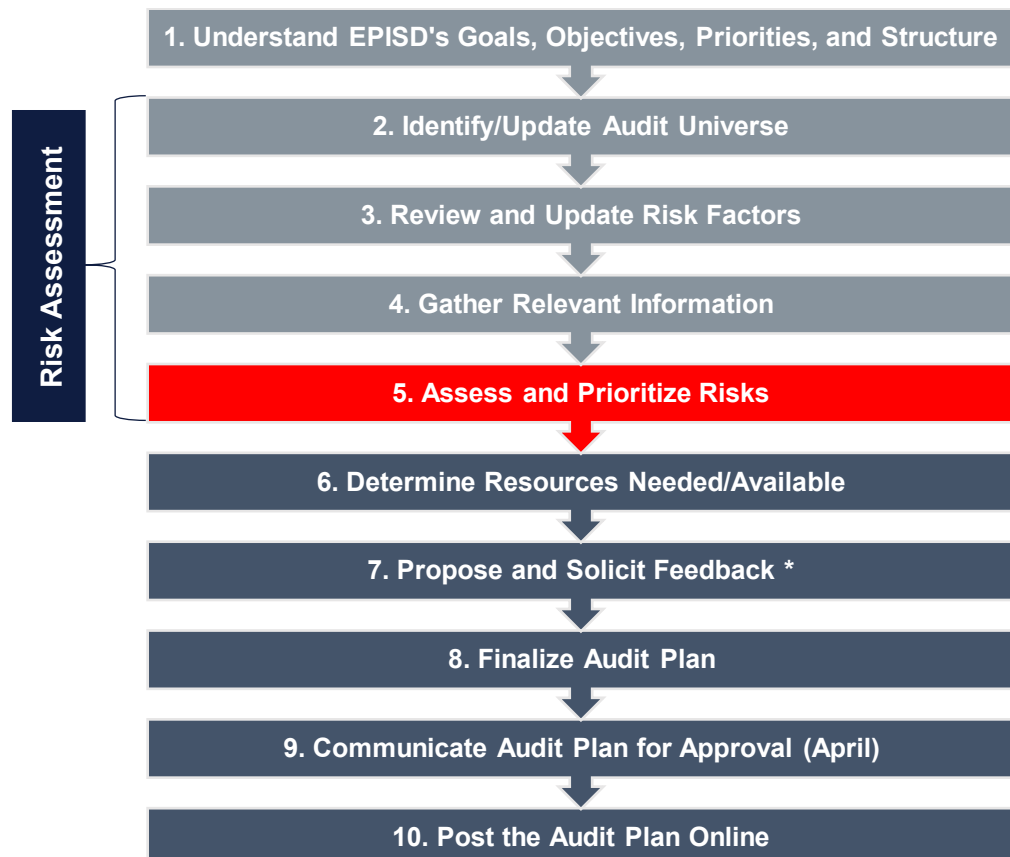 1. Understand EPISD's Goals, Objectives, Priorities, and Structure
Risk Assessment
2. Identify/Update Audit Universe
3. Review and Update Risk Factors
4. Gather Relevant Information
5. Assess and Prioritize Risks
6. Determine Resources Needed/Available
7. Propose and Solicit Feedback *
8. Finalize Audit Plan
9. Communicate Audit Plan for Approval (April)
10. Post the Audit Plan Online